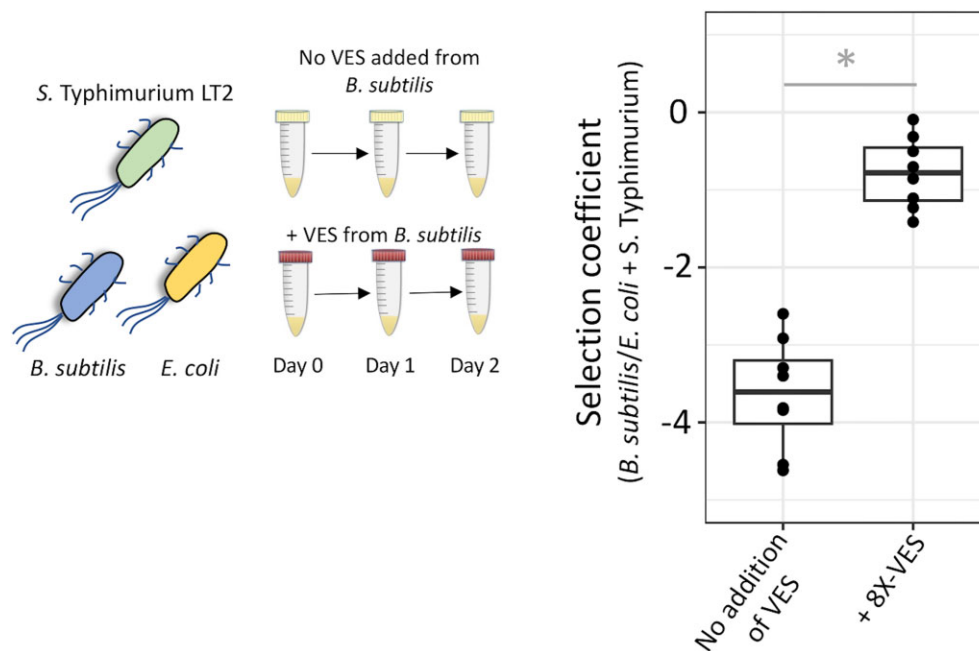 No VES added from
B. subtilis
S. Typhimurium LT2
+ VES from B. subtilis
B. subtilis
E. coli
Day 0
Day 1
Day 2
Selection coefficient
(B. subtilis/E. coli + S. Typhimurium)
*
0
-2
-4
No addition
of VES
+ 8X-VES